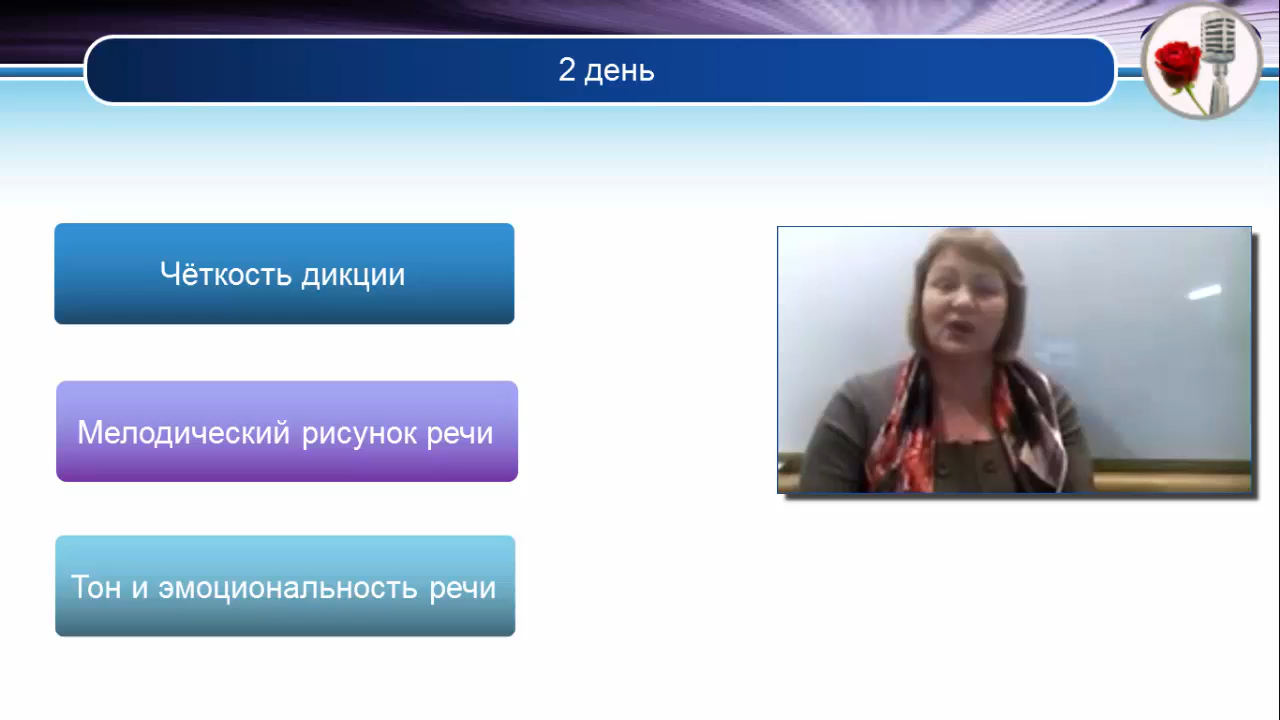 2 день
Чёткость дикции
Мелодический рисунок речи
Тон и эмоциональность речи